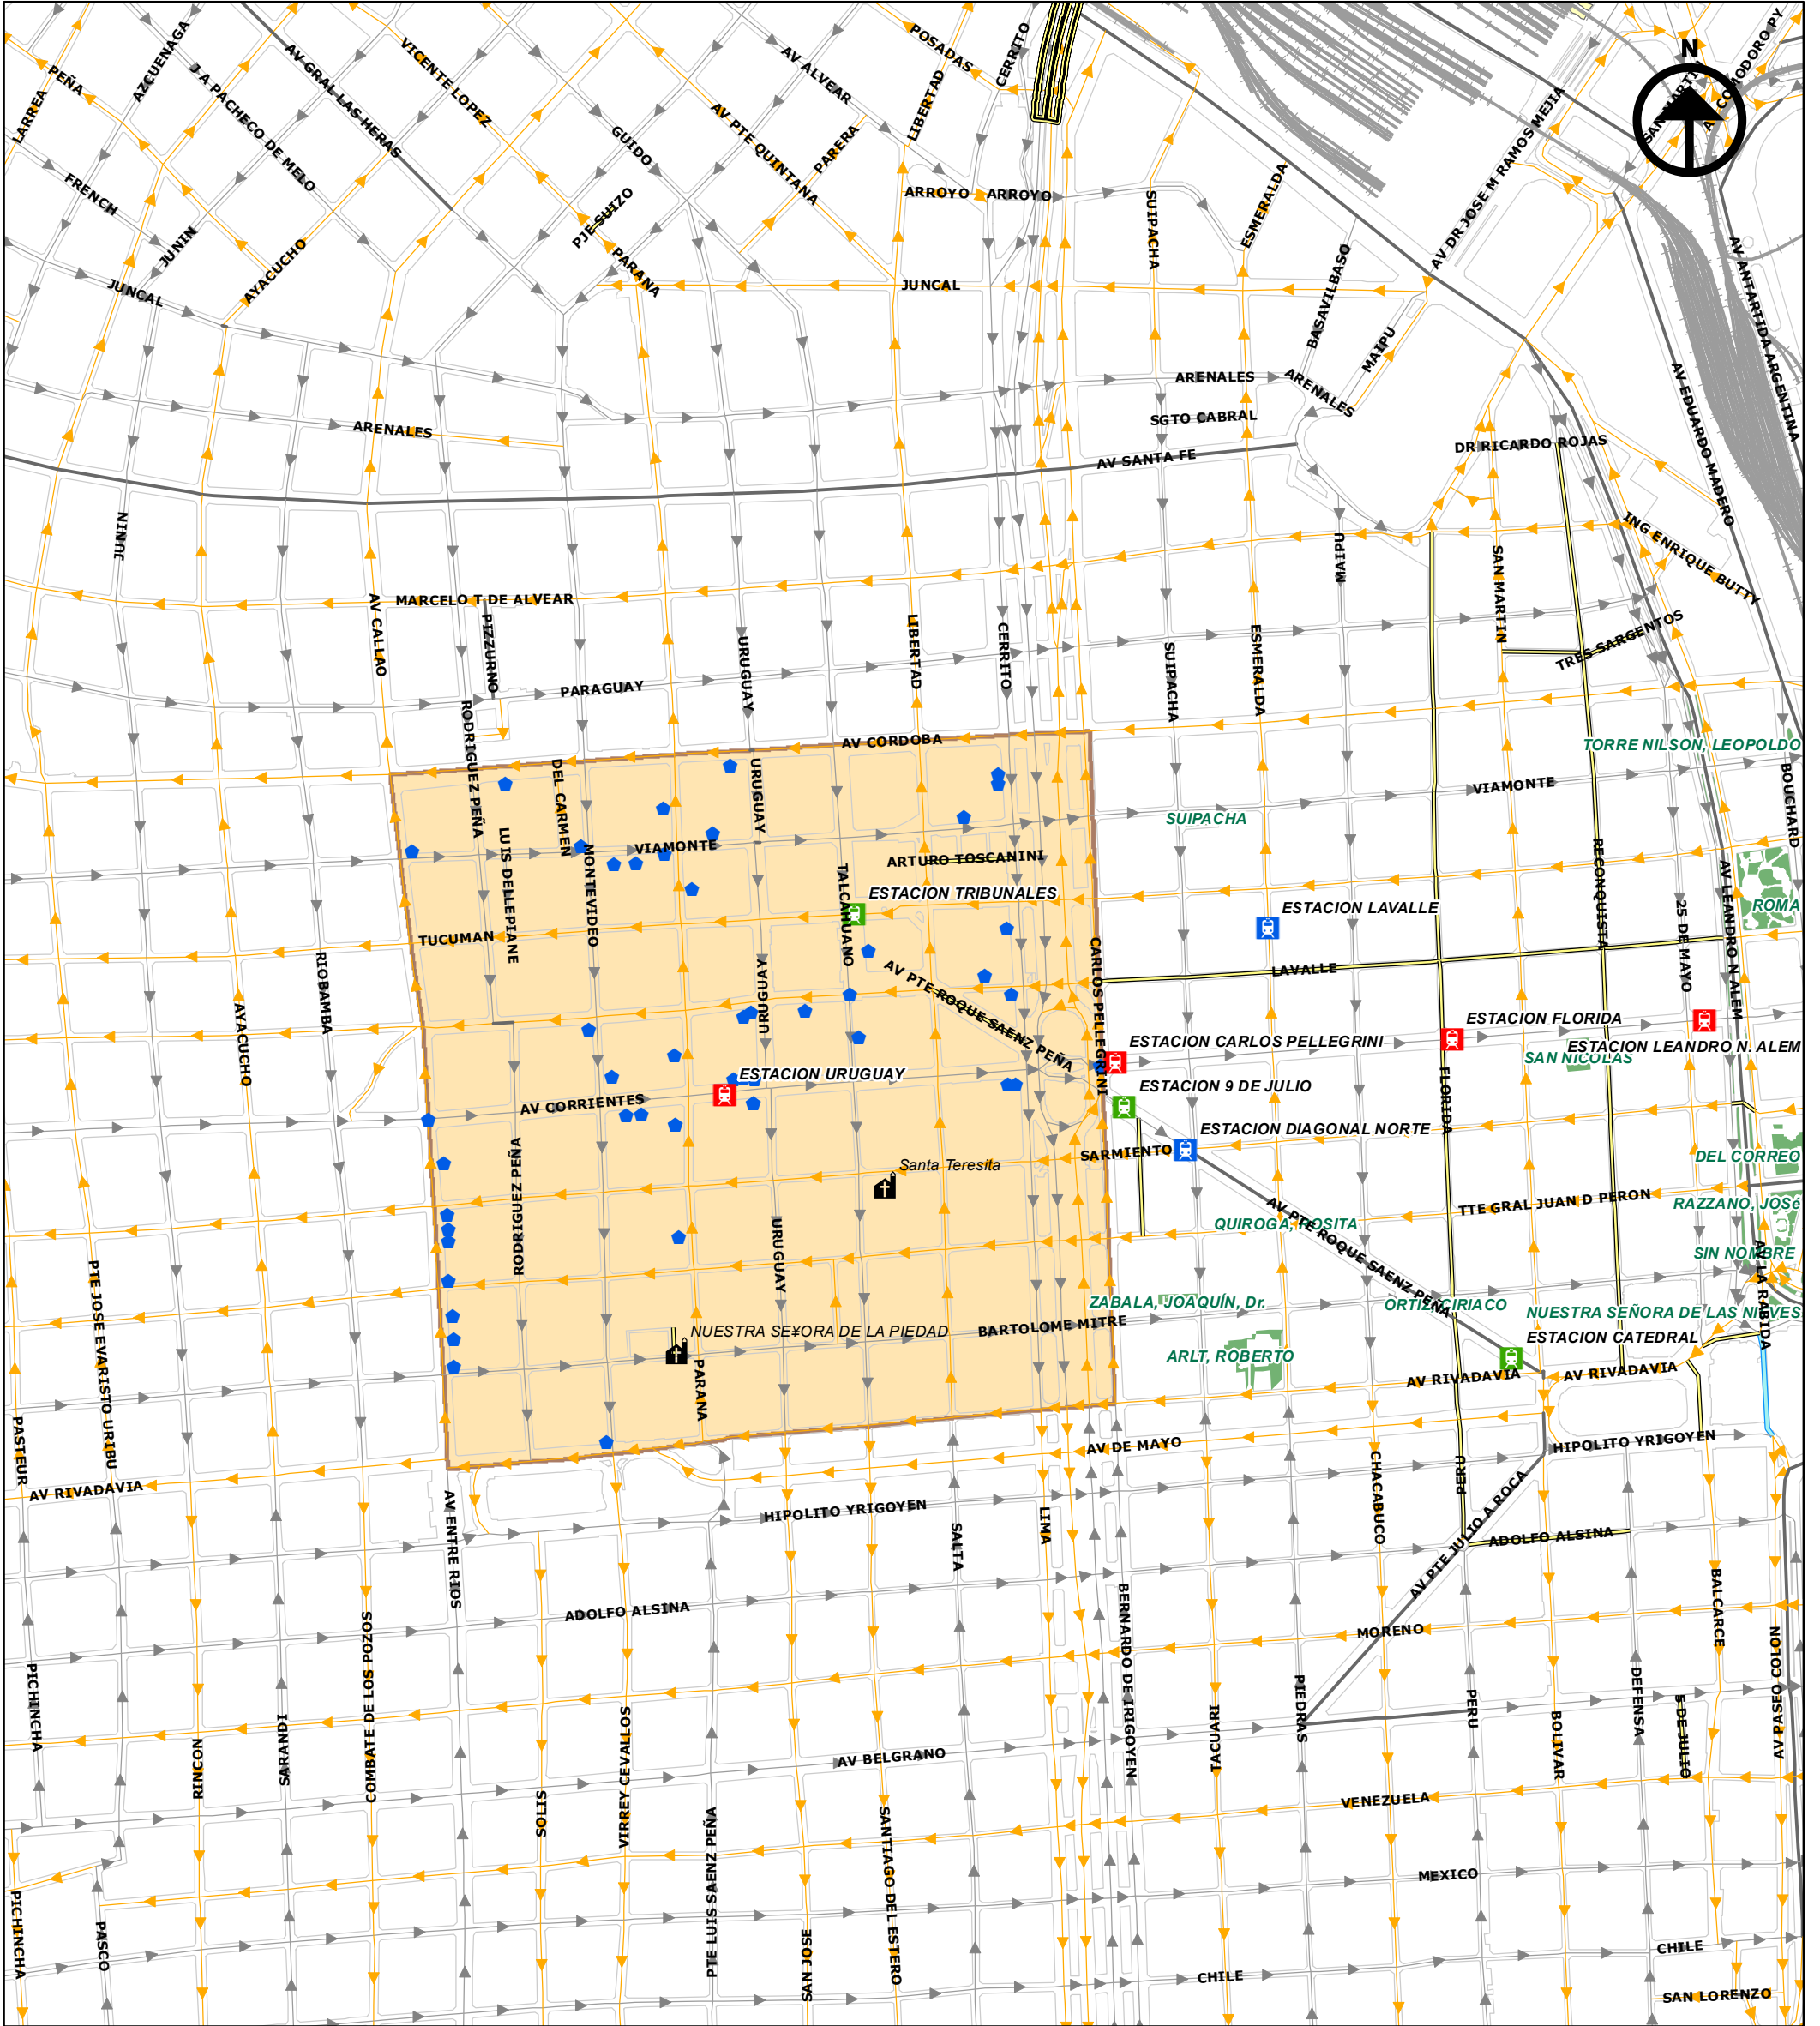 LARREA
PEÑA
AZCUENAGA
J A PACHECO DE MELO
AV GRAL LAS HERAS
VICENTE LOPEZ
GUIDO
AV PTE QUINTANA
AV ALVEAR
PARERA
POSADAS
LIBERTAD
CERRITO
N
AV DR JOSE M RAMOS MEJIA
FRENCH
JUNIN
AYACUCHO
JUNCAL
PJE SUIZO
PARANA
ARROYO
ARROYO
SUIPACHA
ESMERALDA
JUNCAL
BASAVILBASO
MAIPU
AV ANTARTIDA ARGENTINA
AV EDUARDO MADERO
ARENALES
ARENALES
ARENALES
SGTO CABRAL
AV SANTA FE
DR RICARDO ROJAS
JUNIN
MAIPU
SAN MARTIN
ING ENRIQUE BUTTY
TRES SARGENTOS
MARCELO T DE ALVEAR
AV CALLAO
PIZZURNO
PARAGUAY
URUGUAY
LIBERTAD
CERRITO
SUIPACHA
ESMERALDA
RODRIGUEZ PEÑA
AV CORDOBA
TORRE NILSON, LEOPOLDO
BOUCHARD
DEL CARMEN
URUGUAY
VIAMONTE
SUIPACHA
LUIS DELLEPIANE
MONTEVIDEO
VIAMONTE
ARTURO TOSCANINI
TALCAHUANO
ESTACION TRIBUNALES
ESTACION LAVALLE
RECONQUISTA
25 DE MAYO
AV LEANDRO N ALEM
ROMA
TUCUMAN
RIOBAMBA
AYACUCHO
URUGUAY
AV PTE ROQUE SAENZ PEÑA
CARLOS PELLEGRINI
LAVALLE
ESTACION FLORIDA
ESTACION CARLOS PELLEGRINI
ESTACION LEANDRO N. ALEM
SAN NICOLAS
ESTACION URUGUAY
ESTACION 9 DE JULIO
FLORIDA
AV CORRIENTES
ESTACION DIAGONAL NORTE
SARMIENTO
DEL CORREO
Santa Teresita
RODRIGUEZ PEÑA
URUGUAY
AV PTE ROQUE SAENZ PEÑA
TTE GRAL JUAN D PERON
RAZZANO, JOSé
QUIROGA, ROSITA
SIN NOMBRE
AV LA RABIDA
PTE JOSE EVARISTO URIBU
ZABALA, JOAQUÍN, Dr.
ORTIZ, CIRIACO
NUESTRA SEÑORA DE LAS NIEVES
NUESTRA SE¥ORA DE LA PIEDAD
BARTOLOME MITRE
ESTACION CATEDRAL
ARLT, ROBERTO
PARANA
AV RIVADAVIA
AV RIVADAVIA
PASTEUR
AV RIVADAVIA
AV DE MAYO
HIPOLITO YRIGOYEN
CHACABUCO
PERU
AV PTE JULIO A ROCA
AV ENTRE RIOS
HIPOLITO YRIGOYEN
SALTA
LIMA
ADOLFO ALSINA
ADOLFO ALSINA
BERNARDO DE IRIGOYEN
BALCARCE
MORENO
AV PASEO COLON
PICHINCHA
COMBATE DE LOS POZOS
RINCON
SARANDI
SOLIS
VIRREY CEVALLOS
AV BELGRANO
TACUARI
PIEDRAS
PERU
BOLIVAR
DEFENSA
5 DE JULIO
VENEZUELA
PTE LUIS SAENZ PEÑA
SANTIAGO DEL ESTERO
SAN JOSE
MEXICO
PICHINCHA
PASCO
CHILE
CHILE
SAN LORENZO